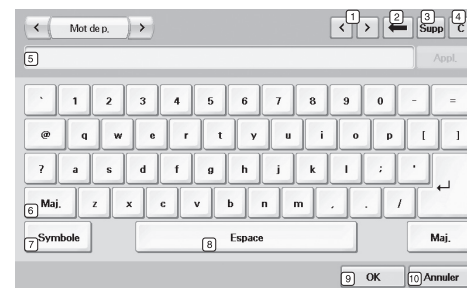 < Mot de p. > 1 < > 2 ← 3 Supp 4 C
5 Appl.
` 1 2 3 4 5 6 7 8 9 0 - =
@ q w e r t y u i o p [ ]
? a s d f g h j k l ; '
6 Maj. z x c v b n m , . / ↵
7 Symbole 8 Espace Maj.
9 OK 10 Annuler